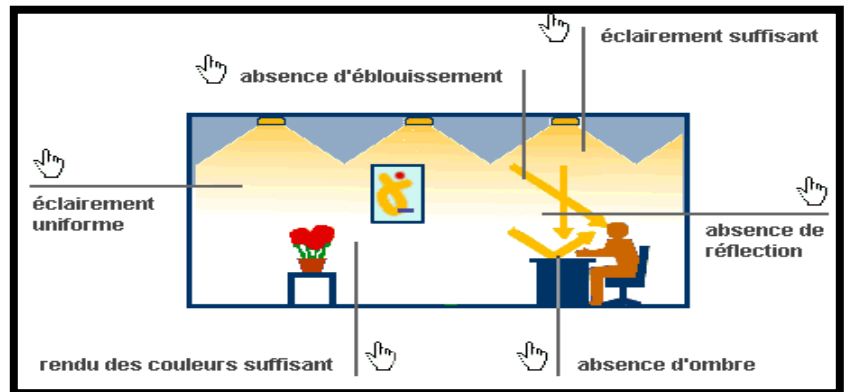 éclairement suffisant
absence d'éblouissement
éclairement
uniforme
absence de
réflection
rendu des couleurs suffisant
absence d'ombre